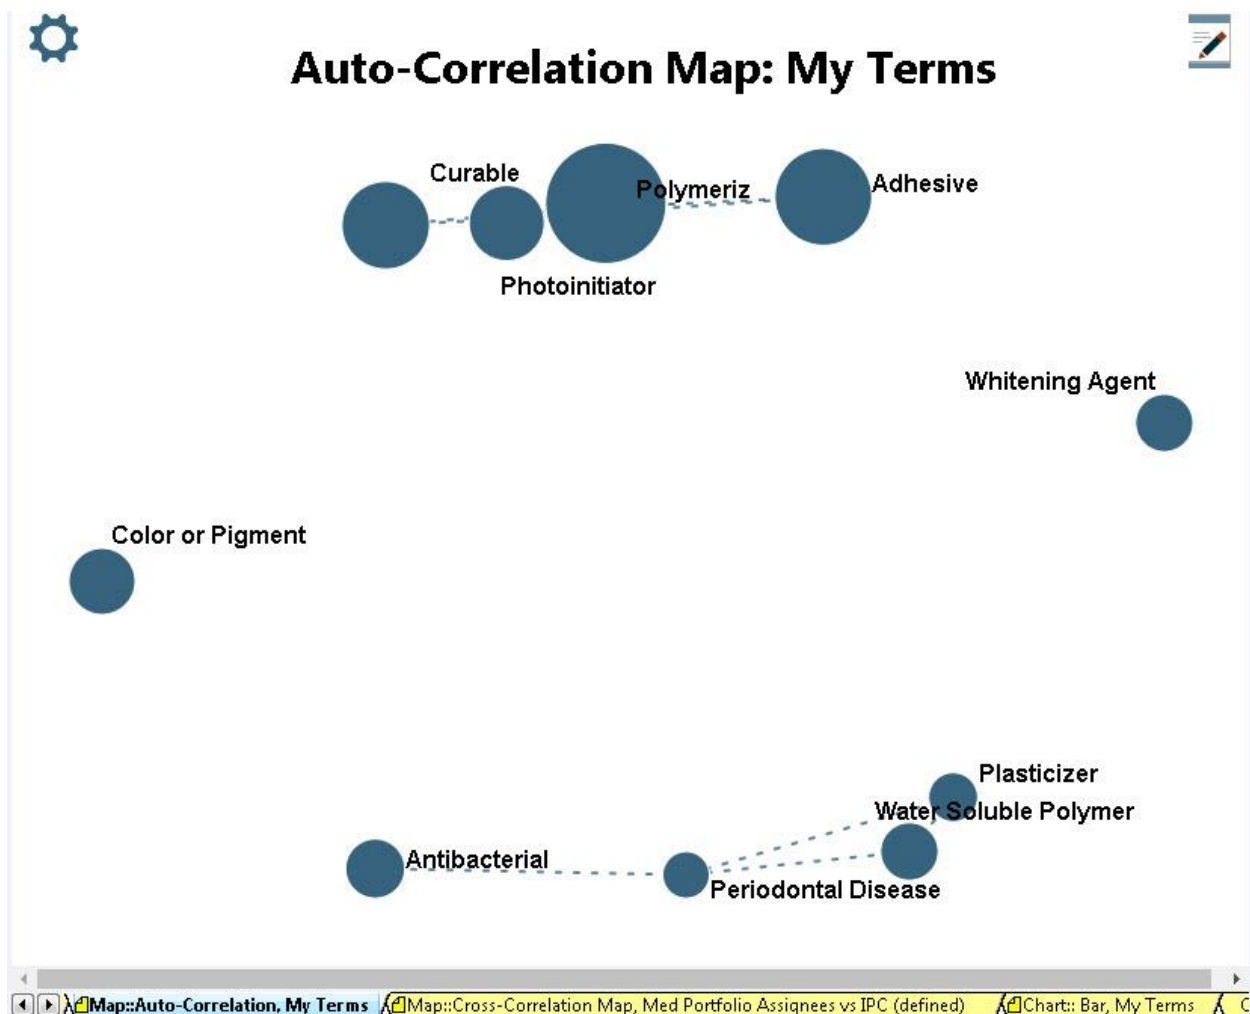 Auto-Correlation Map: My Terms
Curable
Polymeriz
Adhesive
Photoinitiator
Whitening Agent
Color or Pigment
Plasticizer
Water Soluble Polymer
Antibacterial
Periodontal Disease
Map::Auto-Correlation, My Terms
Map::Cross-Correlation Map, Med Portfolio Assignees vs IPC (defined)
Chart:: Bar, My Terms